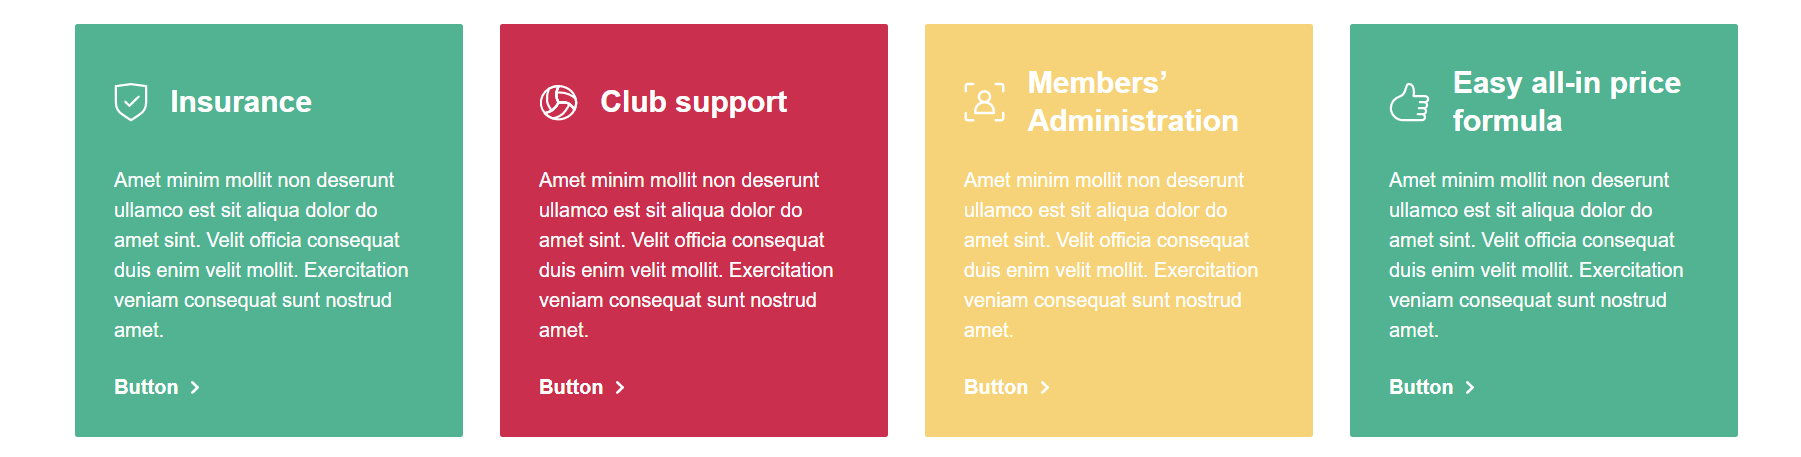 Insurance
Amet minim mollit non deserunt
ullamco est sit aliqua dolor do
amet sint. Velit officia consequat
duis enim velit mollit. Exercitation
veniam consequat sunt nostrud
amet.
Button
Club support
Amet minim mollit non deserunt
ullamco est sit aliqua dolor do
amet sint. Velit officia consequat
duis enim velit mollit. Exercitation
veniam consequat sunt nostrud
amet.
Button
Members’
Administration
Amet minim mollit non deserunt
ullamco est sit aliqua dolor do
amet sint. Velit officia consequat
duis enim velit mollit. Exercitation
veniam consequat sunt nostrud
amet.
Button
Easy all-in price
formula
Amet minim mollit non deserunt
ullamco est sit aliqua dolor do
amet sint. Velit officia consequat
duis enim velit mollit. Exercitation
veniam consequat sunt nostrud
amet.
Button